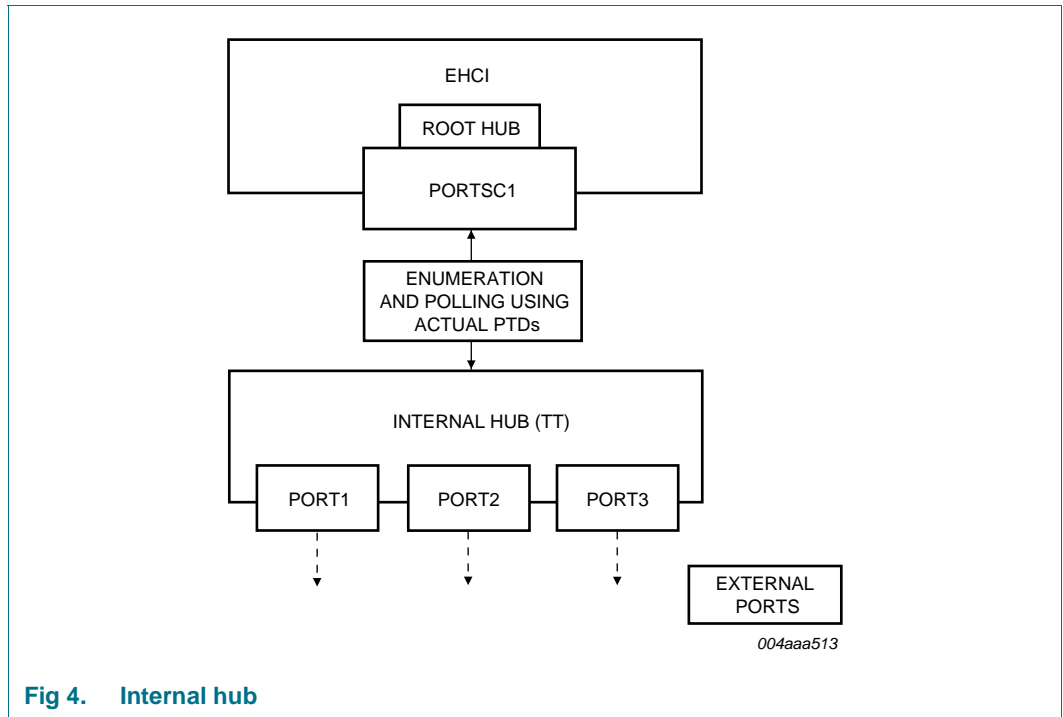 EHCI
ROOT HUB
PORTSC1
ENUMERATION
AND POLLING USING
ACTUAL PTDs
INTERNAL HUB (TT)
PORT1 PORT2 PORT3
EXTERNAL
PORTS
004aaa513
Fig 4. Internal hub